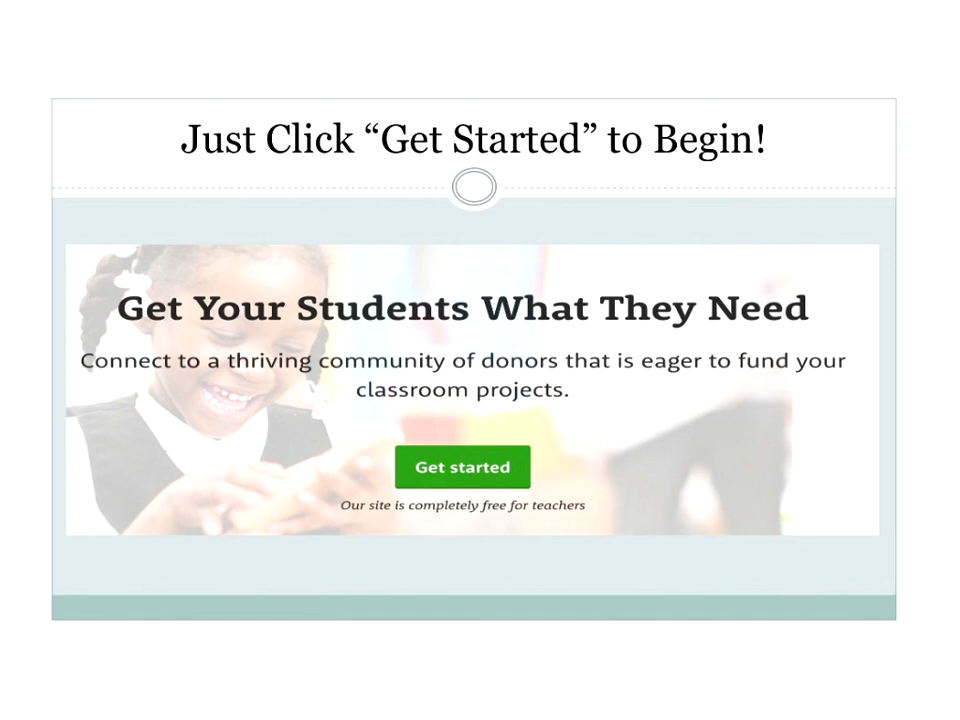 Just Click “Get Started” to Begin!
Get Your Students What They Need
Connect to a thriving community of donors that is eager to fund your
classroom projects.
Get started
Our site is completely free for teachers